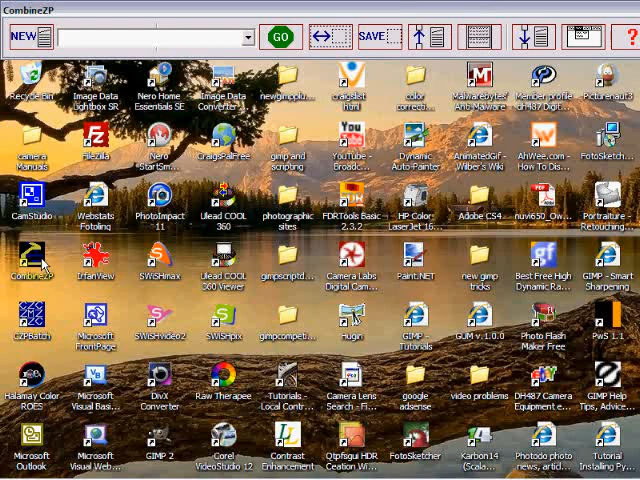 CombineZP
NEW
GO
SAVE
?
Recycle Bin
Image Data
Lightbox SR
Nero Home
Essentials SE
Image Data
Converter ...
newgimpplu...
craigslist
html
color
correcti...
Malwarebytes'
Anti-Malware
Member profile
- ch487 Digit...
Picturenaut3
camera
Manuals
FileZilla
Nero
StartSm...
CraigsPalFree
gimp and
scripting
You
Tube
YouTube -
Broadc...
Dynamic
Auto-Painter
AnimatedGif -
Wilber's Wiki
AhWee.com -
How To Dis...
FotoSketch...
CamStudio
Webstats
Fotoling
PhotoImpact
11
Ulead COOL
360
photographic
sites
FDRTools Basic
2.3.2
HP Color
LaserJet 16...
Adobe CS4
nuvi650_Ow...
Portraiture -
Retouching...
CombineZP
IrfanView
SWiSHmax
Ulead COOL
360 Viewer
gimpscriptd...
Camera Labs
Digital Cam...
Paint.NET
new gimp
tricks
Best Free High
Dynamic Ra...
GIMP - Smart
Sharpening
CZPBatch
Microsoft
FrontPage
SWiSHvideo2
SWiSHpix
gimpcompeti...
Hugin
GIMP -
Tutorials
GUM v.1.0.0
Photo Flash
Maker Free
PwS 1.1
Halamay Color
ROES
Microsoft
Visual Basi...
DivX
Converter
Raw Therapee
Tutorials -
Local Contr...
Camera Lens
Search - Fi...
google
adsense
video problems
DH487 Camera
Equipment e...
GIMP Help
Tips, Advice...
Microsoft
Outlook
Microsoft
Visual Web...
GIMP 2
Corel
VideoStudio 12
Contrast
Enhancement
Qtpfsgui HDR
Creation Wi...
FotoSketcher
Karbon14
(Scala...
Photodo photo
news, articl...
Tutorial
Installing Py...